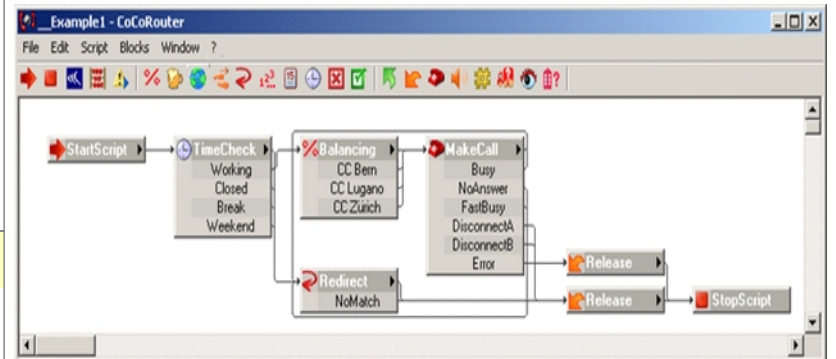 __Example1 - CoCoRouter
File Edit Script Blocks Window ?
StartScript
TimeCheck
Working
Closed
Break
Weekend
Balancing
CC Bern
CC Lugano
CC Zürich
MakeCall
Busy
NoAnswer
FastBusy
DisconnectA
DisconnectB
Error
Redirect
NoMatch
Release
Release
StopScript